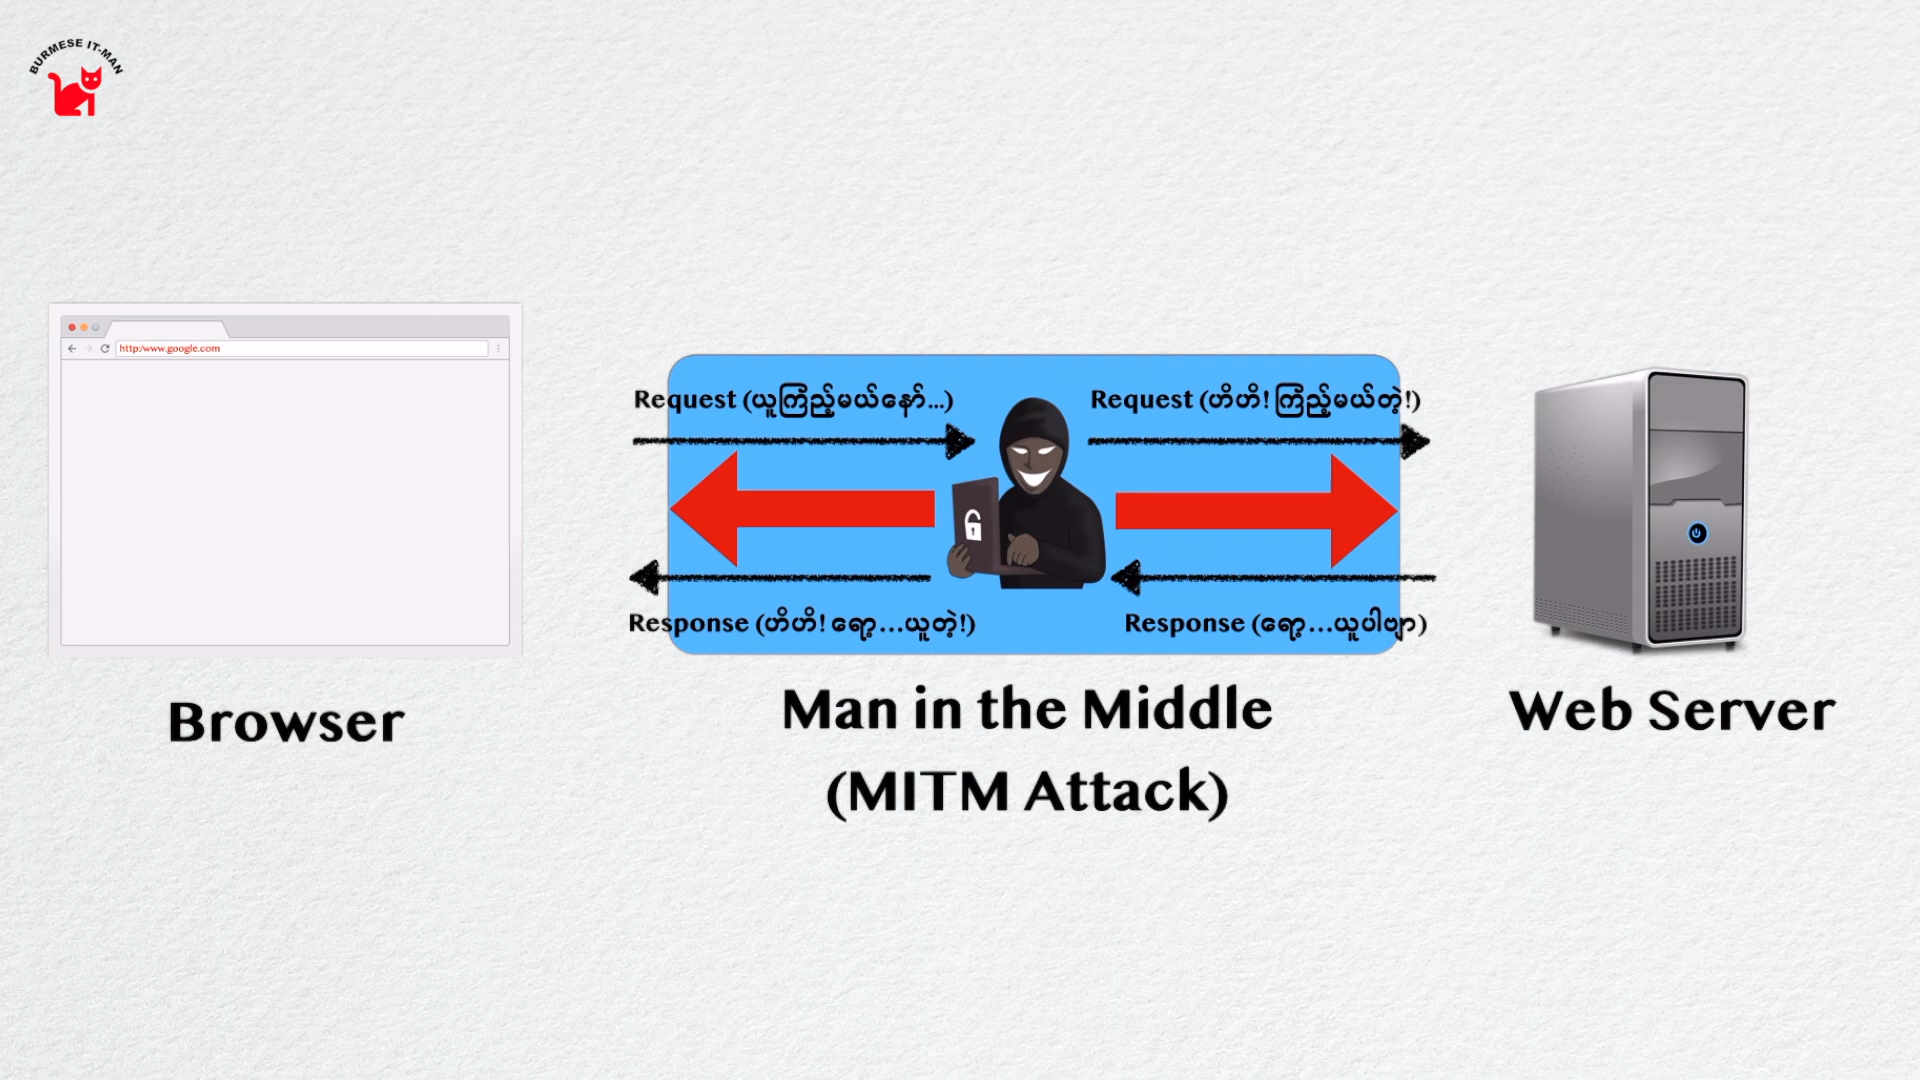 BURMESE IT-MAN
http:/www.google.com
Request (ယူကြည့်မယ်နော်...)
Request (ဟိဟိ! ကြည့်မယ်တဲ့!)
Response (ဟိဟိ! ရော့...ယူတဲ့!)
Response (ရော့...ယူပါဗျာ)
Browser
Man in the Middle
(MITM Attack)
Web Server